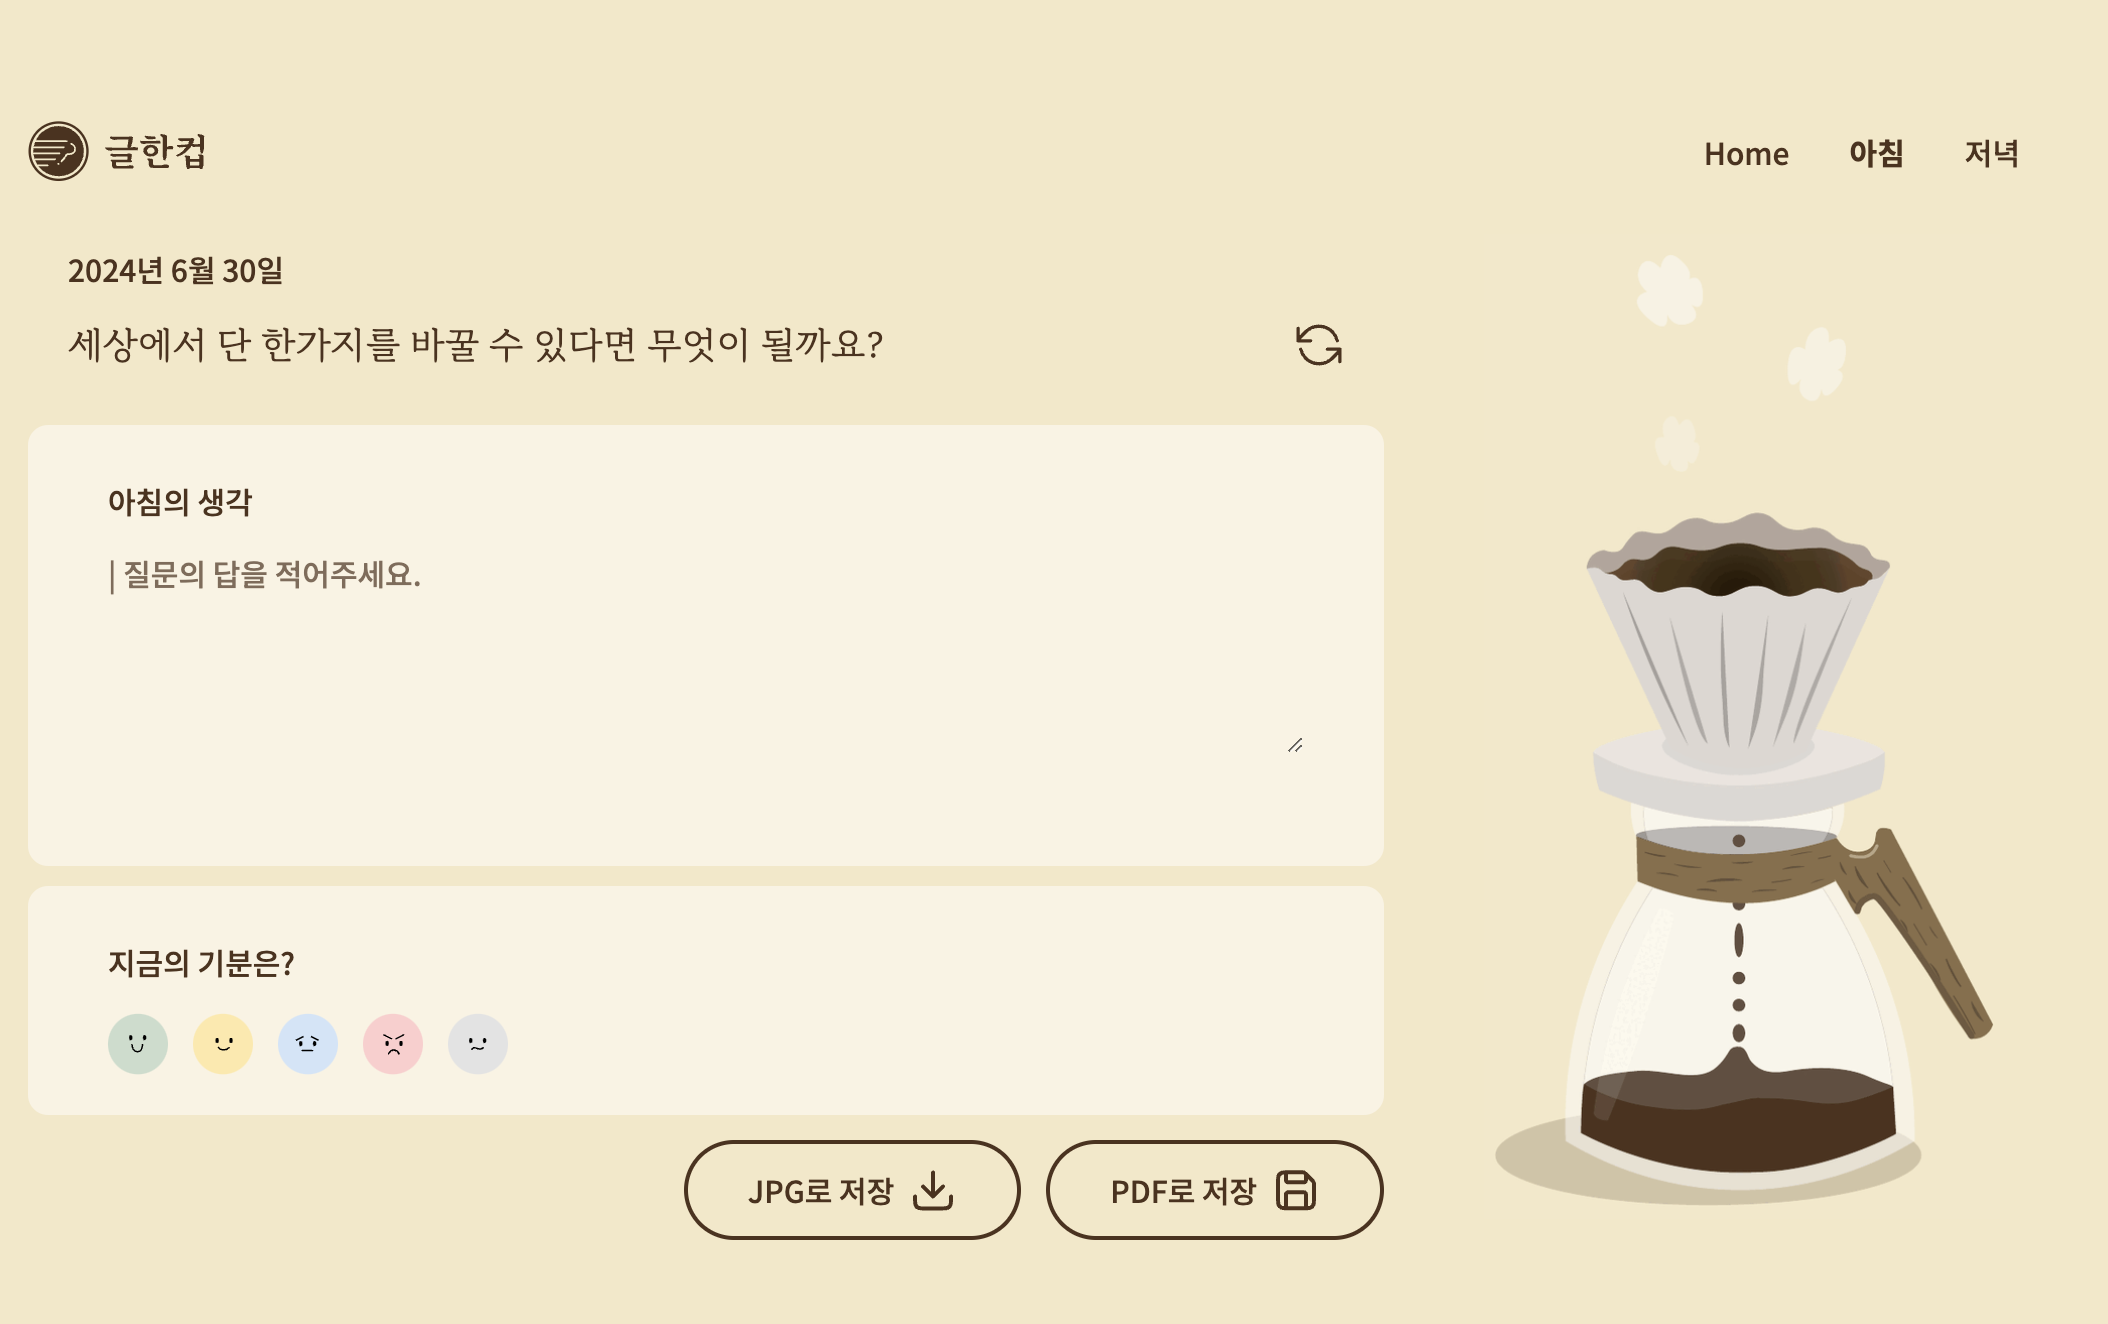 글한컵
Home 아침 저녁
2024년 6월 30일
세상에서 단 한가지를 바꿀 수 있다면 무엇이 될까요?
아침의 생각
| 질문의 답을 적어주세요.
지금의 기분은?
JPG로 저장 PDF로 저장